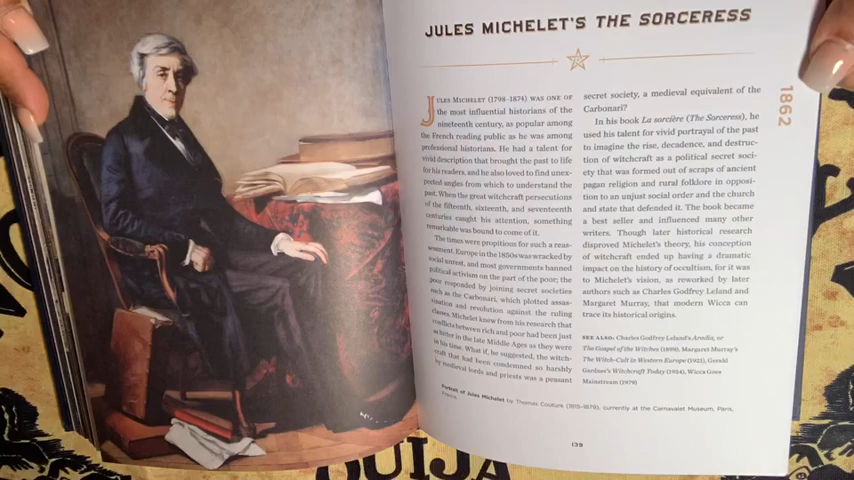 JULES MICHELET'S THE SORCERESS
JULES MICHELET (1798–1874) WAS ONE OF
the most influential historians of the
nineteenth century, as popular among
the French reading public as he was among
professional historians. He had a talent for
vivid description that brought the past to life
for his readers, and he also loved to find unex-
pected angles from which to understand the
past. When the great witchcraft persecutions
of the fifteenth, sixteenth, and seventeenth
centuries caught his attention, something
remarkable was bound to come of it.
The times were propitious for such a reas-
sessment. Europe in the 1850s was wracked by
social unrest, and most governments banned
political activism on the part of the poor; the
poor responded by joining secret societies
such as the Carbonari, which plotted assas-
sination and revolution against the ruling
classes. Michelet knew from his research that
conflicts between rich and poor had been just
as bitter in the late Middle Ages as they were
in his time. What if, he suggested, the witch-
craft that had been condemned so harshly
by medieval lords and priests was a peasant
secret society, a medieval equivalent of the
Carbonari?
In his book La sorcière (The Sorceress), he
used his talent for vivid portrayal of the past
to imagine the rise, decadence, and destruc-
tion of witchcraft as a political secret soci-
ety that was formed out of scraps of ancient
pagan religion and rural folklore in opposi-
tion to an unjust social order and the church
and state that defended it. The book became
a best seller and influenced many other
writers. Though later historical research
disproved Michelet's theory, his conception
of witchcraft ended up having a dramatic
impact on the history of occultism, for it was
to Michelet's vision, as reworked by later
authors such as Charles Godfrey Leland and
Margaret Murray, that modern Wicca can
trace its historical origins.
SEE ALSO: Charles Godfrey Leland's Aradia, or
The Gospel of the Witches (1899), Margaret Murray's
The Witch-Cult in Western Europe (1921), Gerald
Gardner's Witchcraft Today (1954), Wicca Goes
Mainstream (1979)
1862
Portrait of Jules Michelet by Thomas Couture (1815–1879), currently at the Carnavalet Museum, Paris,
France.
139
OUIJA